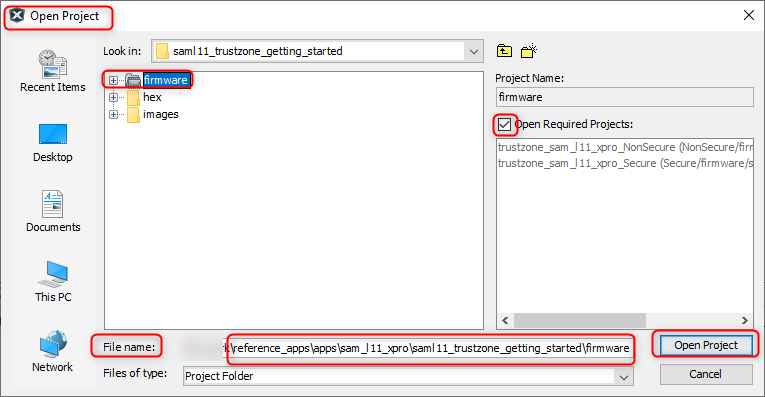 Open Project
Look in:
saml11_trustzone_getting_started
Recent Items
Desktop
Documents
This PC
Network
firmware
hex
images
Project Name:
firmware
Open Required Projects:
trustzone_sam_l11_xpro_NonSecure (NonSecure/firm
trustzone_sam_l11_xpro_Secure (Secure/firmware/s
File name:
\reference_apps\apps\sam_l11_xpro\saml11_trustzone_getting_started\firmware
Open Project
Files of type:
Project Folder
Cancel